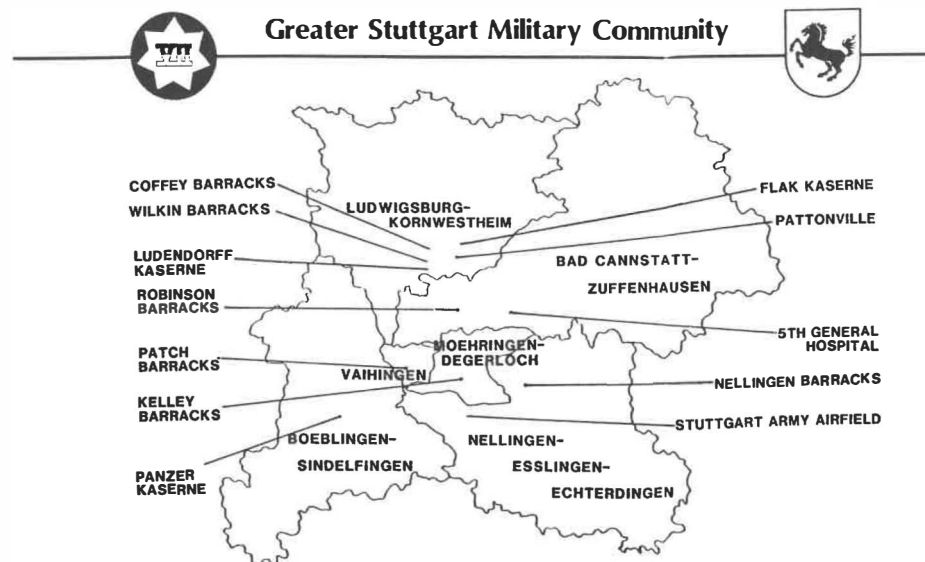 Greater Stuttgart Military Community
COFFEY BARRACKS
WILKIN BARRACKS
LUDENDORFF
KASERNE
ROBINSON
BARRACKS
PATCH
BARRACKS
KELLEY
BARRACKS
PANZER
KASERNE
LUDWIGSBURG-
KORNWESTHEIM
BAD CANNSTATT-
ZUFFENHAUSEN
MOEHRINGEN-
DEGERLOCH
VAIHINGEN
BOEBLINGEN-
SINDELFINGEN
NELLINGEN-
ESSLINGEN-
ECHTERDINGEN
FLAK KASERNE
PATTONVILLE
5TH GENERAL
HOSPITAL
NELLINGEN BARRACKS
STUTTGART ARMY AIRFIELD